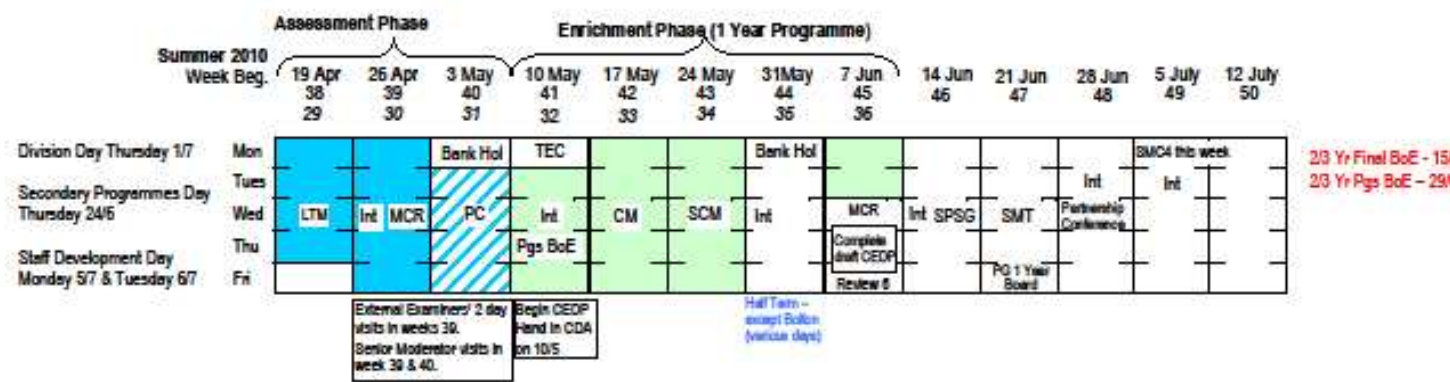 Assessment Phase
Enrichment Phase (1 Year Programme)
Summer 2010
Week Beg. 19 Apr 26 Apr 3 May 10 May 17 May 24 May 31May 7 Jun 14 Jun 21 Jun 28 Jun 5 July 12 July
38 39 40 41 42 43 44 45 46 47 48 49 50
29 30 31 32 33 34 35 36
Division Day Thursday 1/7 Mon Bank Hol TEC Bank Hol SMC4 this week
2/3 Yr Final BoE - 15/
2/3 Yr Pgs BoE – 29/
Tues Int Int
Secondary Programmes Day
Thursday 24/6
Wed LTM Int MCR PC Int CM SCM Int MCR Int SPSG SMT Partnership
Conference
Thu Pgs BoE Complete
draft CEDP
Staff Development Day
Monday 5/7 & Tuesday 6/7
Fri Review 6 PG 1 Year
Board
External Examiners' 2 day
visits in weeks 39.
Senior Moderator visits in
week 39 & 40.
Begin CEDP
Hand in CDA
on 10/5
Half Term –
except Bolton
(various days)